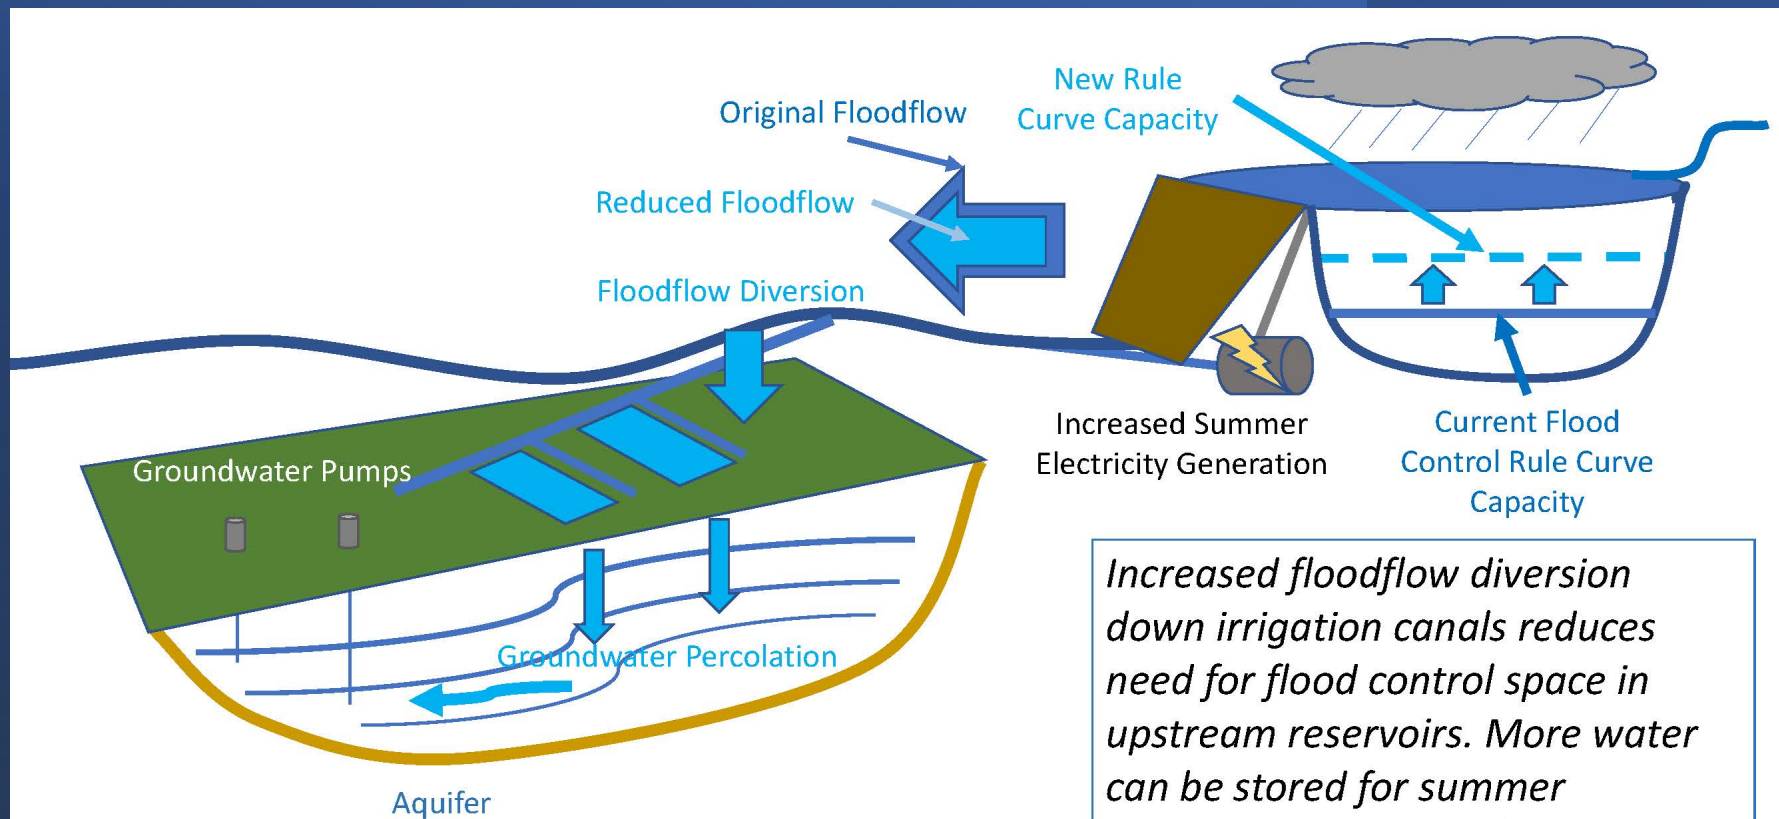 Original Floodflow
New Rule
Curve Capacity
Reduced Floodflow
Floodflow Diversion
Groundwater Pumps
Increased Summer
Electricity Generation
Current Flood
Control Rule Curve
Capacity
Groundwater Percolation
Aquifer
Increased floodflow diversion
down irrigation canals reduces
need for flood control space in
upstream reservoirs. More water
can be stored for summer